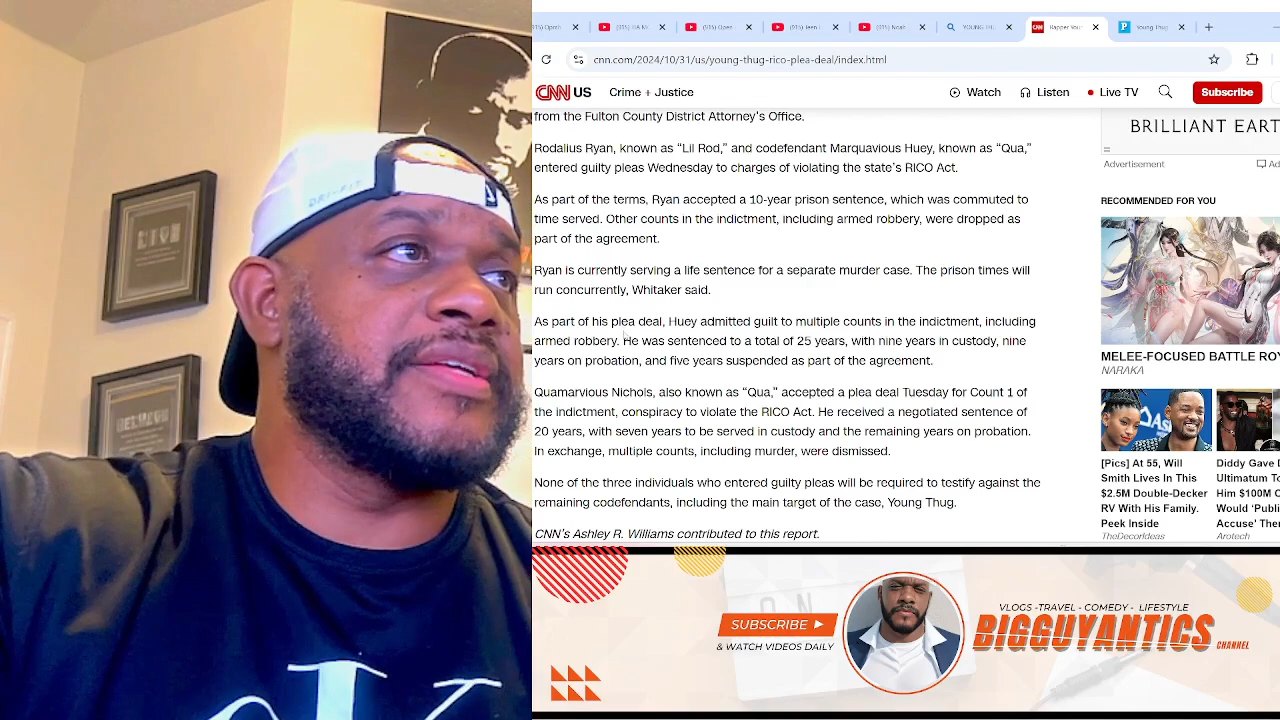 (915) Teen I
(915) Noah
YOUNG TH
Rapper You
Young Thug
cnn.com/2024/10/31/us/young-thug-rico-plea-deal/index.html
CNN US Crime + Justice Watch Listen Live TV Subscribe
from the Fulton County District Attorney's Office.
Rodalius Ryan, known as “Lil Rod,” and codefendant Marquavious Huey, known as “Qua,”
entered guilty pleas Wednesday to charges of violating the state's RICO Act.
As part of the terms, Ryan accepted a 10-year prison sentence, which was commuted to
time served. Other counts in the indictment, including armed robbery, were dropped as
part of the agreement.
Ryan is currently serving a life sentence for a separate murder case. The prison times will
run concurrently, Whitaker said.
As part of his plea deal, Huey admitted guilt to multiple counts in the indictment, including
armed robbery. He was sentenced to a total of 25 years, with nine years in custody, nine
years on probation, and five years suspended as part of the agreement.
Quamarvious Nichols, also known as “Qua,” accepted a plea deal Tuesday for Count 1 of
the indictment, conspiracy to violate the RICO Act. He received a negotiated sentence of
20 years, with seven years to be served in custody and the remaining years on probation.
In exchange, multiple counts, including murder, were dismissed.
None of the three individuals who entered guilty pleas will be required to testify against the
remaining codefendants, including the main target of the case, Young Thug.
CNN's Ashley R. Williams contributed to this report.
BRILLIANT EART
Advertisement
Ad
RECOMMENDED FOR YOU
MELEE-FOCUSED BATTLE RO
NARAKA
[Pics] At 55, Will
Smith Lives In This
$2.5M Double-Decker
RV With His Family.
Peek Inside
TheDecorIdeas
Diddy Gave D
Ultimatum To
Him $100M O
Would 'Publi
Accuse' The
Arotech
SUBSCRIBE
& WATCH VIDEOS DAILY
VLOGS -TRAVEL - COMEDY - LIFESTYLE
BIGGUYANTICS
CHANNEL
DRI-FIT